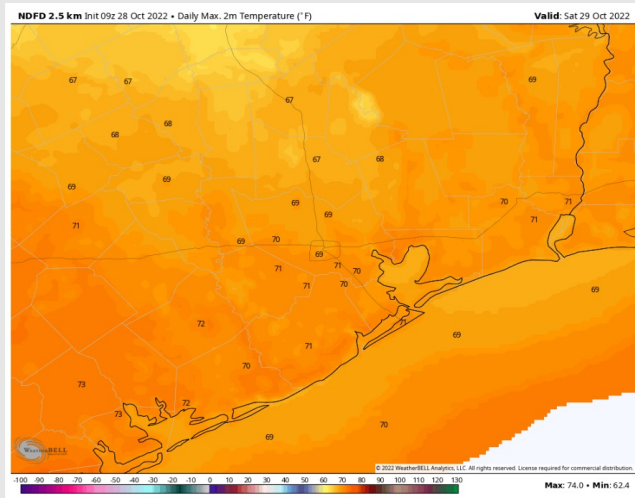 NDFD 2.5 km Init 09z 28 Oct 2022 • Daily Max. 2m Temperature (°F)
Valid: Sat 29 Oct 2022
67 67 67 69
68 68 67 68
69 69 69 69 70 71
71 71
69 70 69
71 71 70
71 70
69
72 71 69
71
70
73 72
73
69 70
WeatherBELL
© 2022 WeatherBELL Analytics, LLC. All rights reserved. License required for commercial distribution.
-100 -90 -80 -70 -60 -50 -40 -30 -20 -10 0 10 20 30 40 50 60 70 80 90 100 110 120 130
Max: 74.0 • Min: 62.4